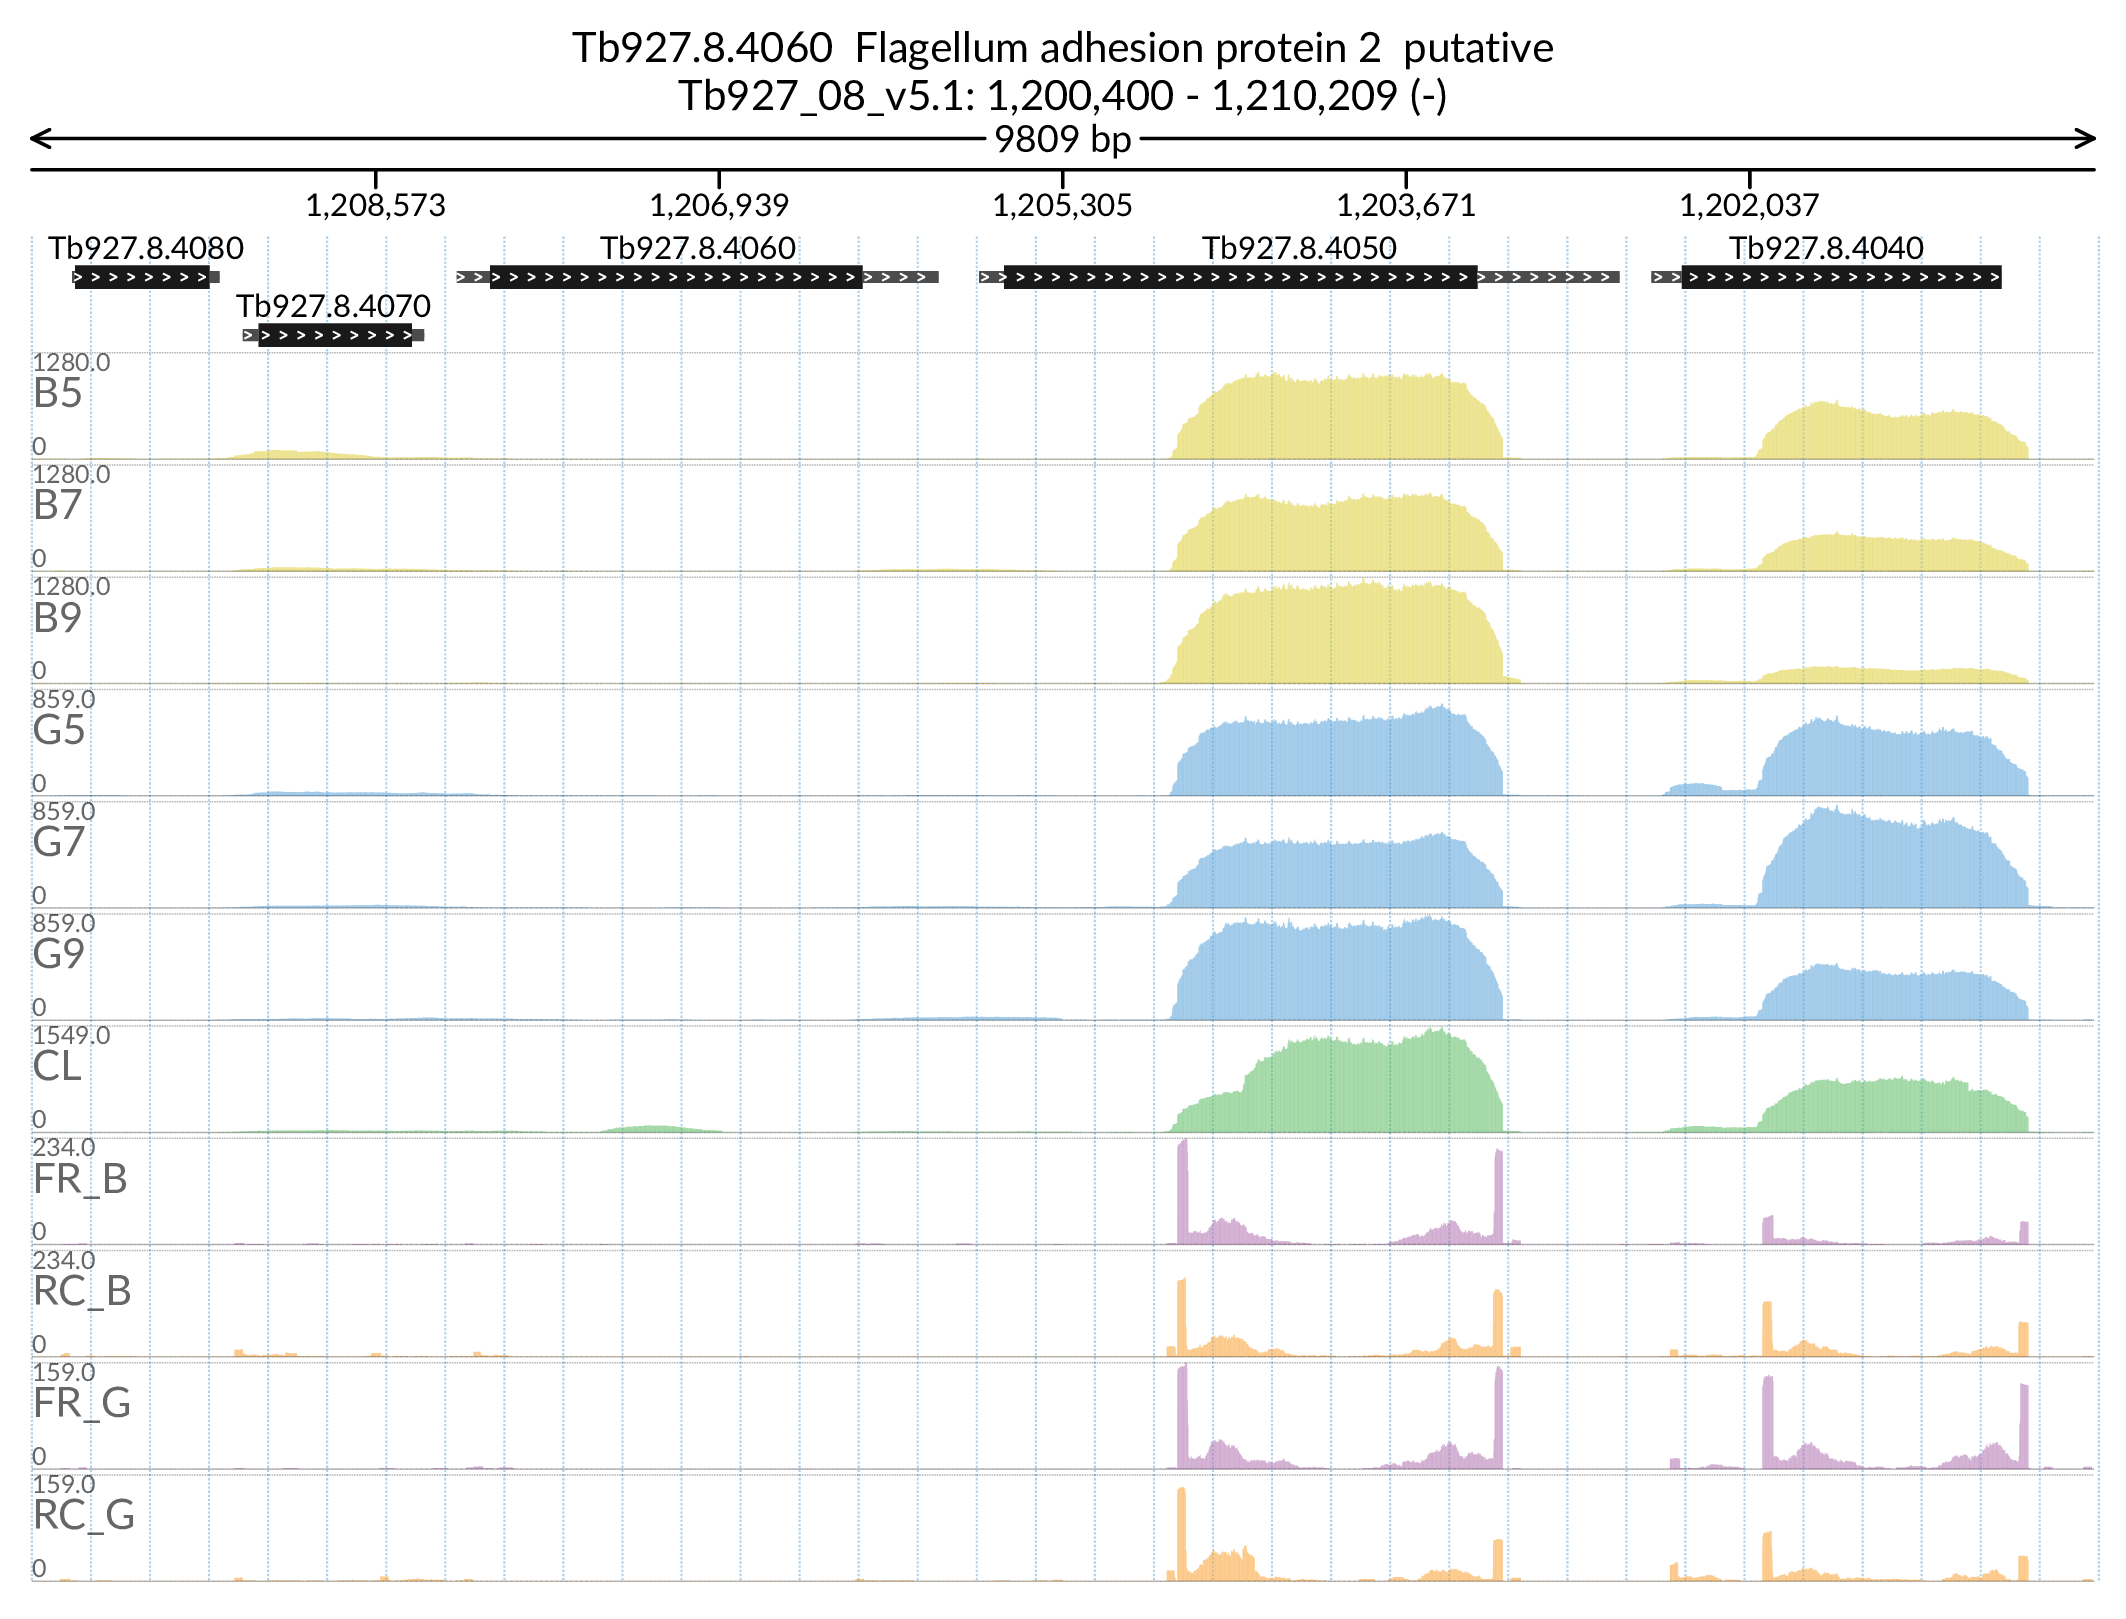 Tb927.8.4060  Flagellum adhesion protein 2  putative
Tb927_08_v5.1: 1,200,400 - 1,210,209 (-)
9809 bp
1,208,573 1,206,939 1,205,305 1,203,671 1,202,037
Tb927.8.4080 Tb927.8.4060 Tb927.8.4050 Tb927.8.4040
Tb927.8.4070
1280.0
B5
0
1280.0
B7
0
1280.0
B9
0
859.0
G5
0
859.0
G7
0
859.0
G9
0
1549.0
CL
0
234.0
FR_B
0
234.0
RC_B
0
159.0
FR_G
0
159.0
RC_G
0